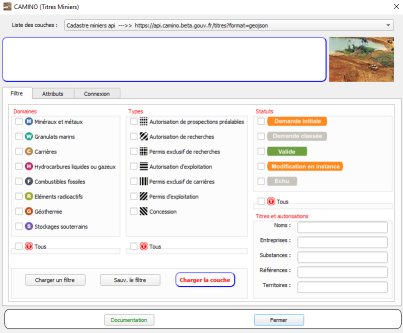 CAMINO (Titres Miniers)
Liste des couches : Cadastre miniers api --->> https://api.camino.beta.gouv.fr/titres?format=geojson
Filtre Attributs Connexion
Domaines Types Statuts
M Minéraux et métaux Autorisation de prospections préalables Demande initiale
W Granulats marins Autorisation de recherches Demande classée
C Carrières Permis exclusif de recherches Valide
H Hydrocarbures liquides ou gazeux Autorisation d'exploitation Modification en instance
F Combustibles fossiles Permis exclusif de carrières Echu
R Eléments radioactifs Permis d'exploitation
G Géothermie Concession
S Stockages souterrains
Tous Tous Tous
Titres et autorisations
Noms :
Entreprises :
Substances :
Références :
Territoires :
Charger un filtre Sauv. le filtre Charger la couche
Documentation Fermer